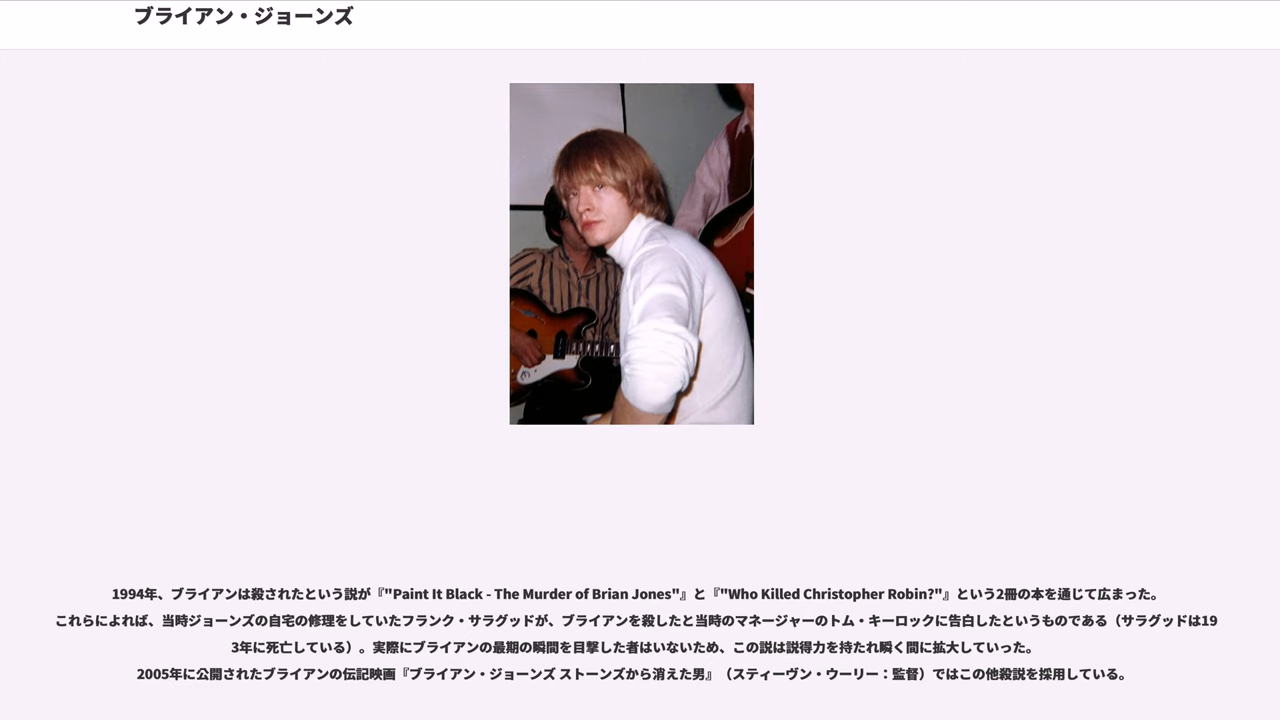 ブライアン・ジョーンズ
1994年、ブライアンは殺されたという説が『"Paint It Black - The Murder of Brian Jones"』と『"Who Killed Christopher Robin?"』という2冊の本を通じて広まった。
これらによれば、当時ジョーンズの自宅の修理をしていたフランク・サラグッドが、ブライアンを殺したと当時のマネージャーのトム・キーロックに告白したというものである（サラグッドは19
3年に死亡している）。実際にブライアンの最期の瞬間を目撃した者はいないため、この説は説得力を持たれ瞬く間に拡大していった。
2005年に公開されたブライアンの伝記映画『ブライアン・ジョーンズ ストーンズから消えた男』（スティーヴン・ウーリー：監督）ではこの他殺説を採用している。